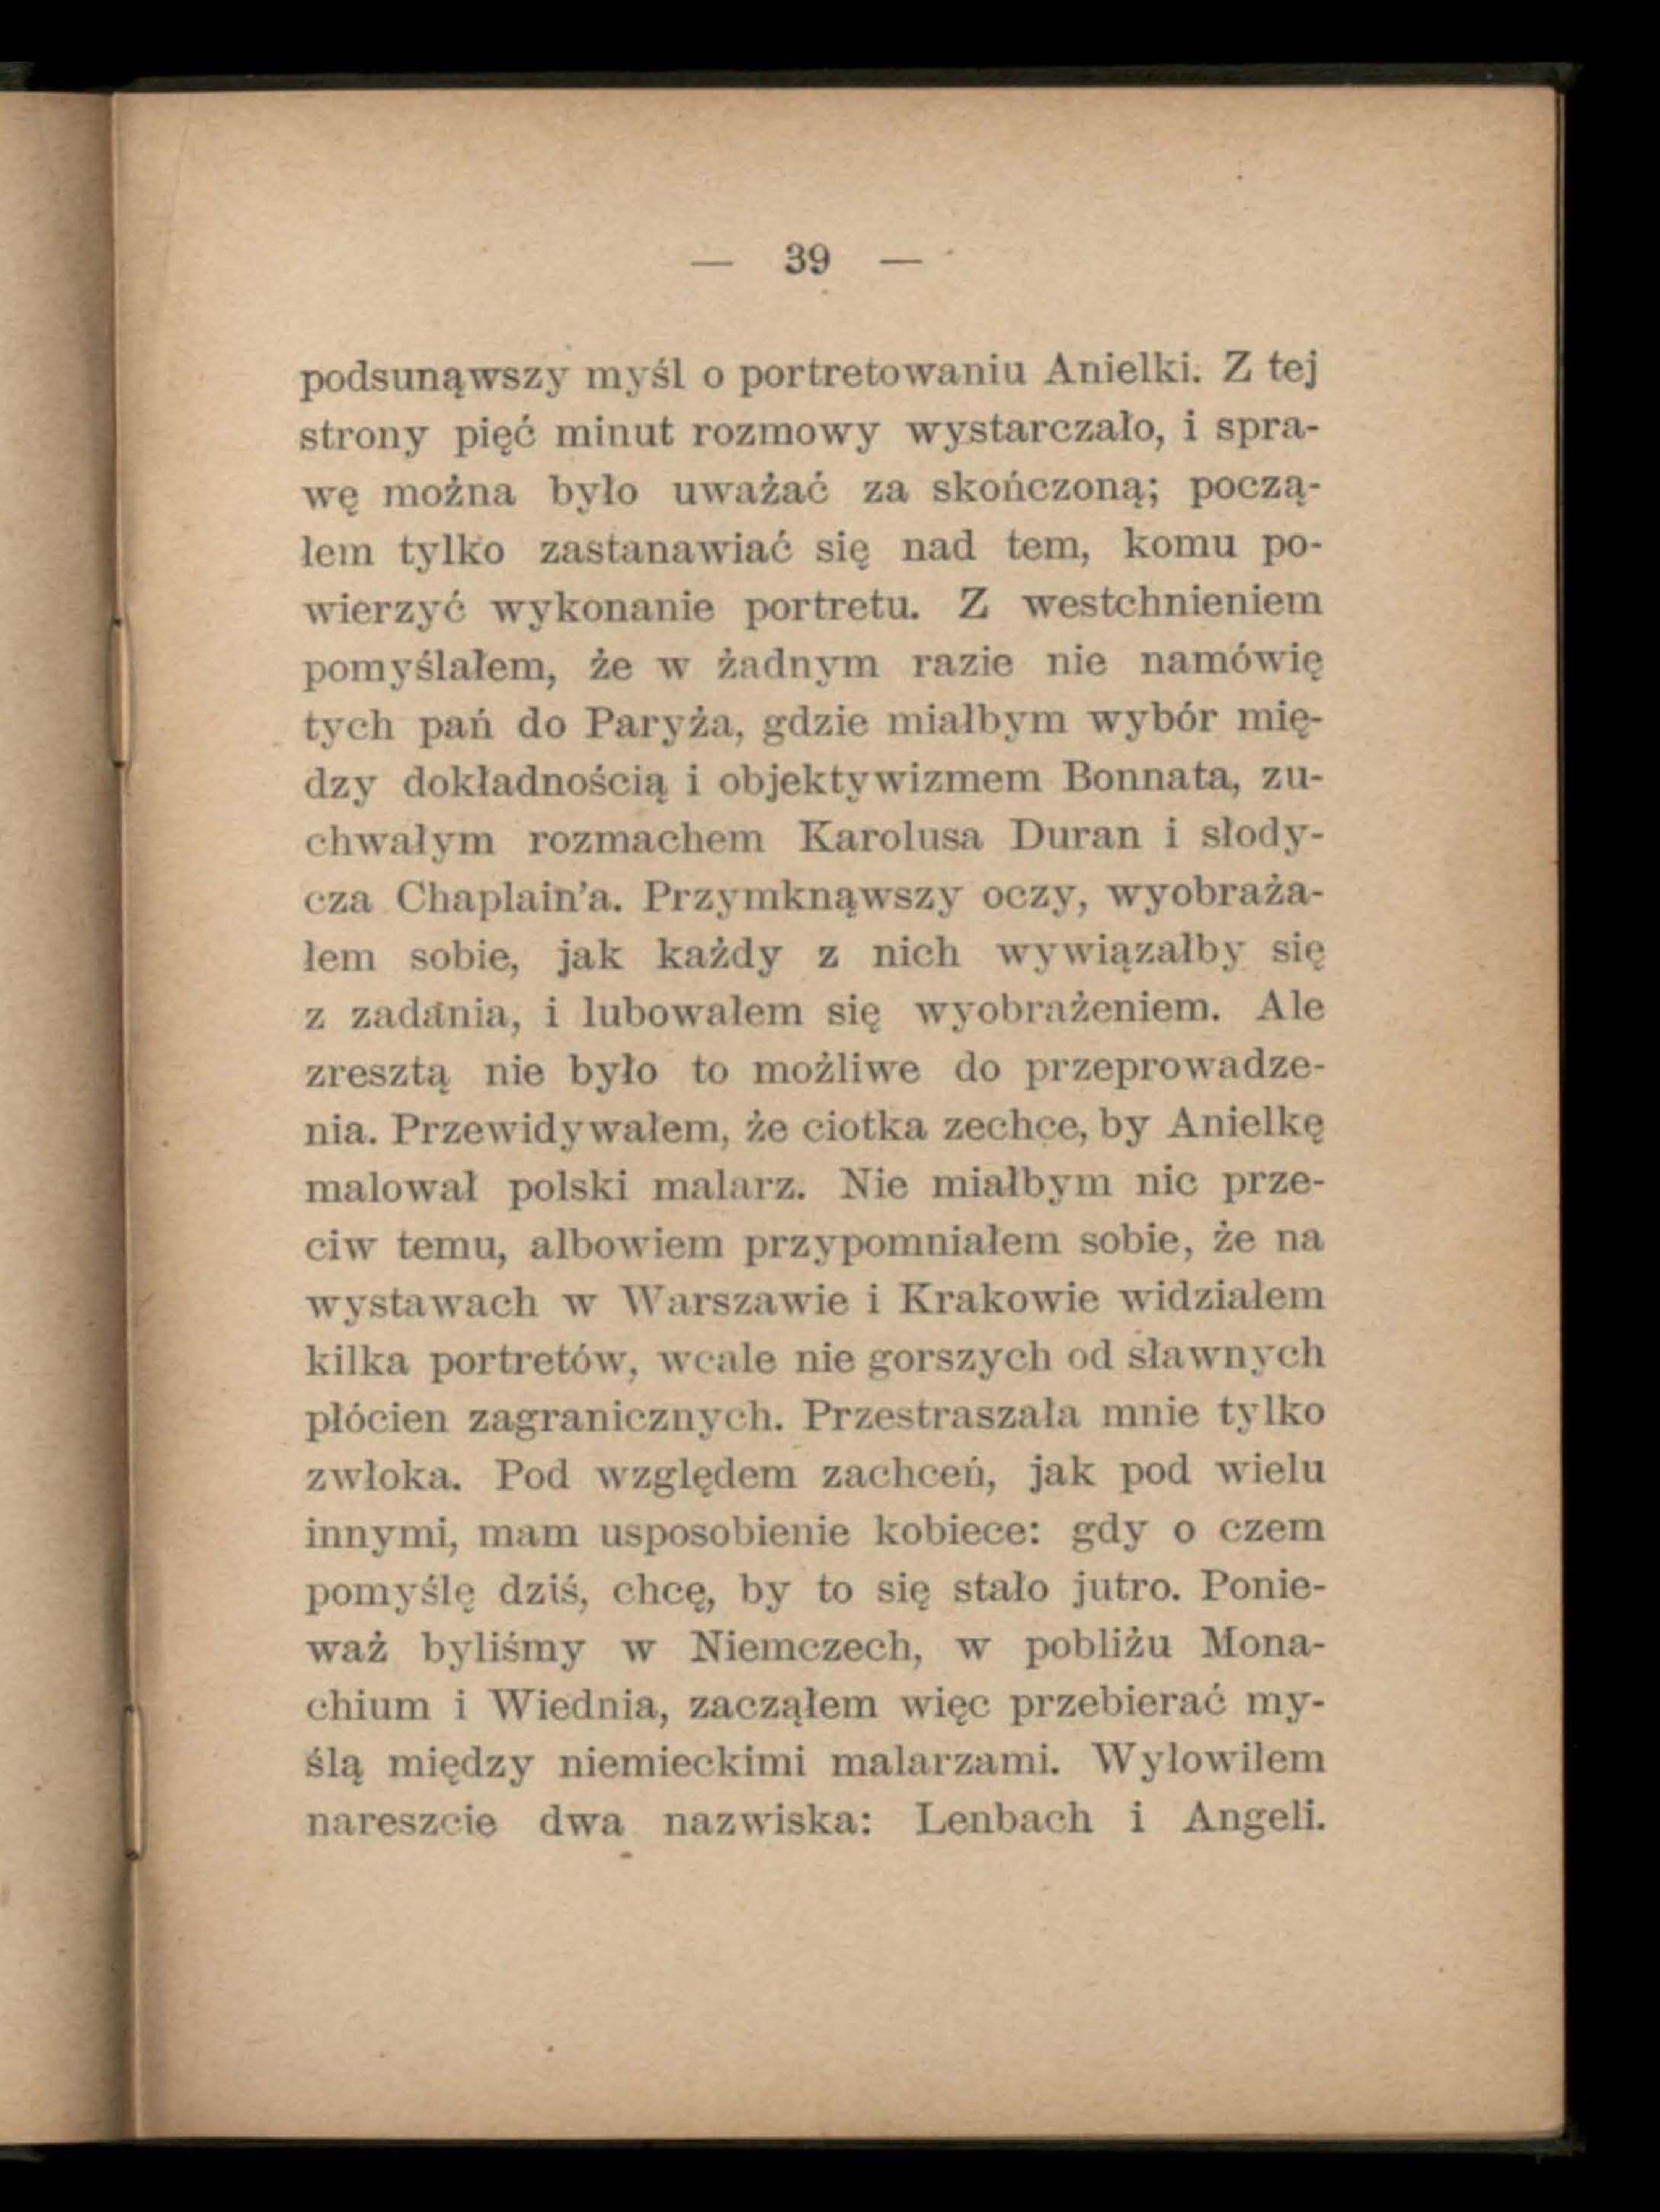 — 39 —
podsunąwszy myśl o portretowaniu Anielki. Z tej
strony pięć minut rozmowy wystarczało, i spra-
wę można było uważać za skończoną; począ-
łem tylko zastanawiać się nad tem, komu po-
wierzyć wykonanie portretu. Z westchnieniem
pomyślałem, że w żadnym razie nie namówię
tych pań do Paryża, gdzie miałbym wybór mię-
dzy dokładnością i objektywizmem Bonnata, zu-
chwałym rozmachem Karolusa Duran i słody-
cza Chaplain'a. Przymknąwszy oczy, wyobraża-
łem sobie, jak każdy z nich wywiązałby się
z zadania, i lubowałem się wyobrażeniem. Ale
zresztą nie było to możliwe do przeprowadze-
nia. Przewidywałem, że ciotka zechce, by Anielkę
malował polski malarz. Nie miałbym nic prze-
ciw temu, albowiem przypomniałem sobie, że na
wystawach w Warszawie i Krakowie widziałem
kilka portretów, wcale nie gorszych od sławnych
płócien zagranicznych. Przestraszała mnie tylko
zwłoka. Pod względem zachceń, jak pod wielu
innymi, mam usposobienie kobiece: gdy o czem
pomyślę dziś, chcę, by to się stało jutro. Ponie-
waż byliśmy w Niemczech, w pobliżu Mona-
chium i Wiednia, zacząłem więc przebierać my-
ślą między niemieckimi malarzami. Wyłowiłem
nareszcie dwa nazwiska: Lenbach i Angeli.